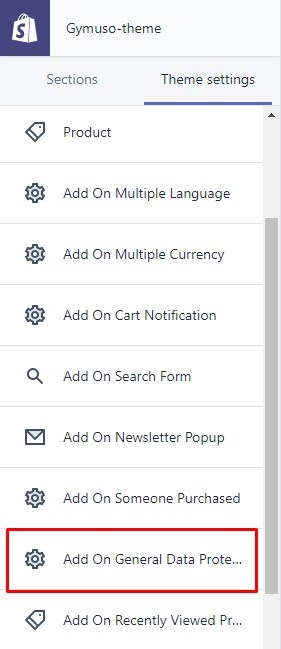 Gymuso-theme
Sections
Theme settings
Product
Add On Multiple Language
Add On Multiple Currency
Add On Cart Notification
Add On Search Form
Add On Newsletter Popup
Add On Someone Purchased
Add On General Data Prote...
Add On Recently Viewed Pr...